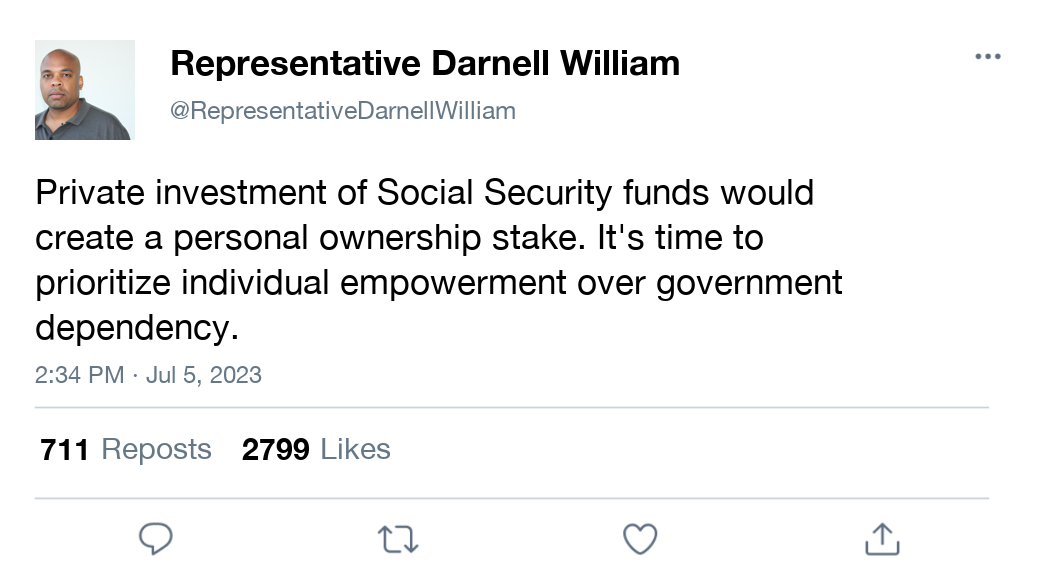 Representative Darnell William
@RepresentativeDarnellWilliam
Private investment of Social Security funds would
create a personal ownership stake. It's time to
prioritize individual empowerment over government
dependency.
2:34 PM · Jul 5, 2023
711 Reposts 2799 Likes